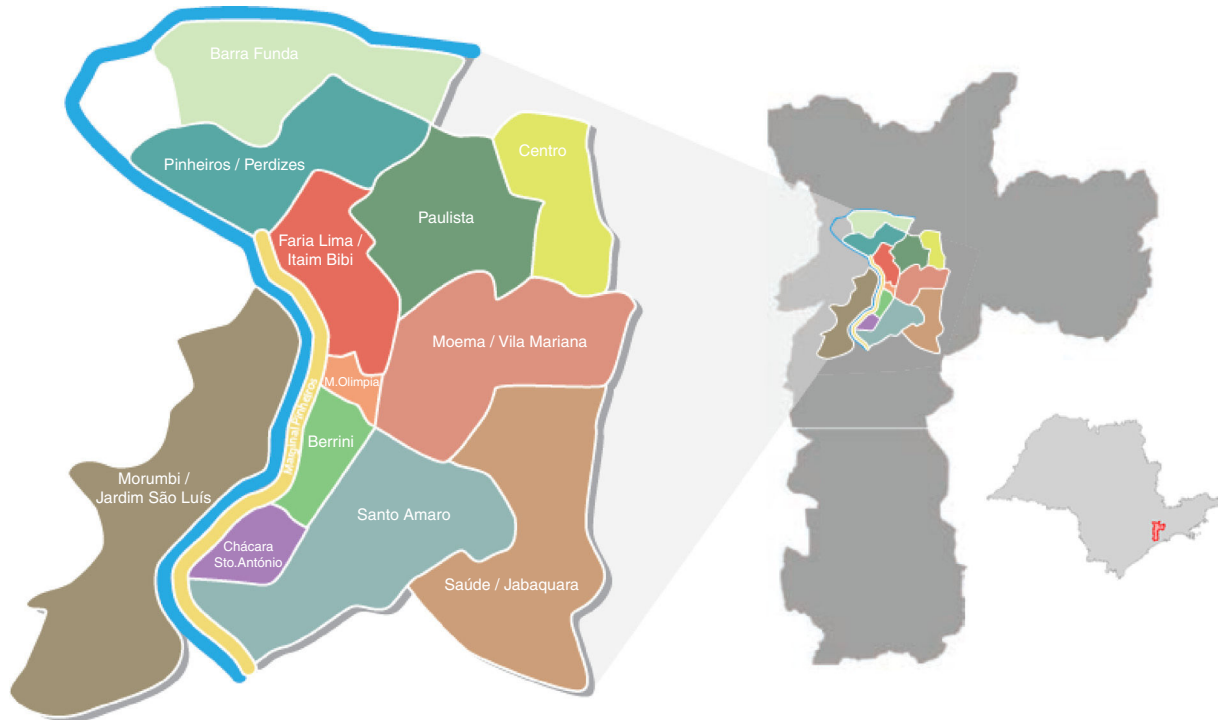 Barra Funda
Pinheiros / Perdizes
Centro
Paulista
Faria Lima /
Itaim Bibi
Moema / Vila Mariana
M.Olimpia
Marginal Pinheiros
Berrini
Morumbi /
Jardim São Luís
Santo Amaro
Chácara
Sto.António
Saúde / Jabaquara